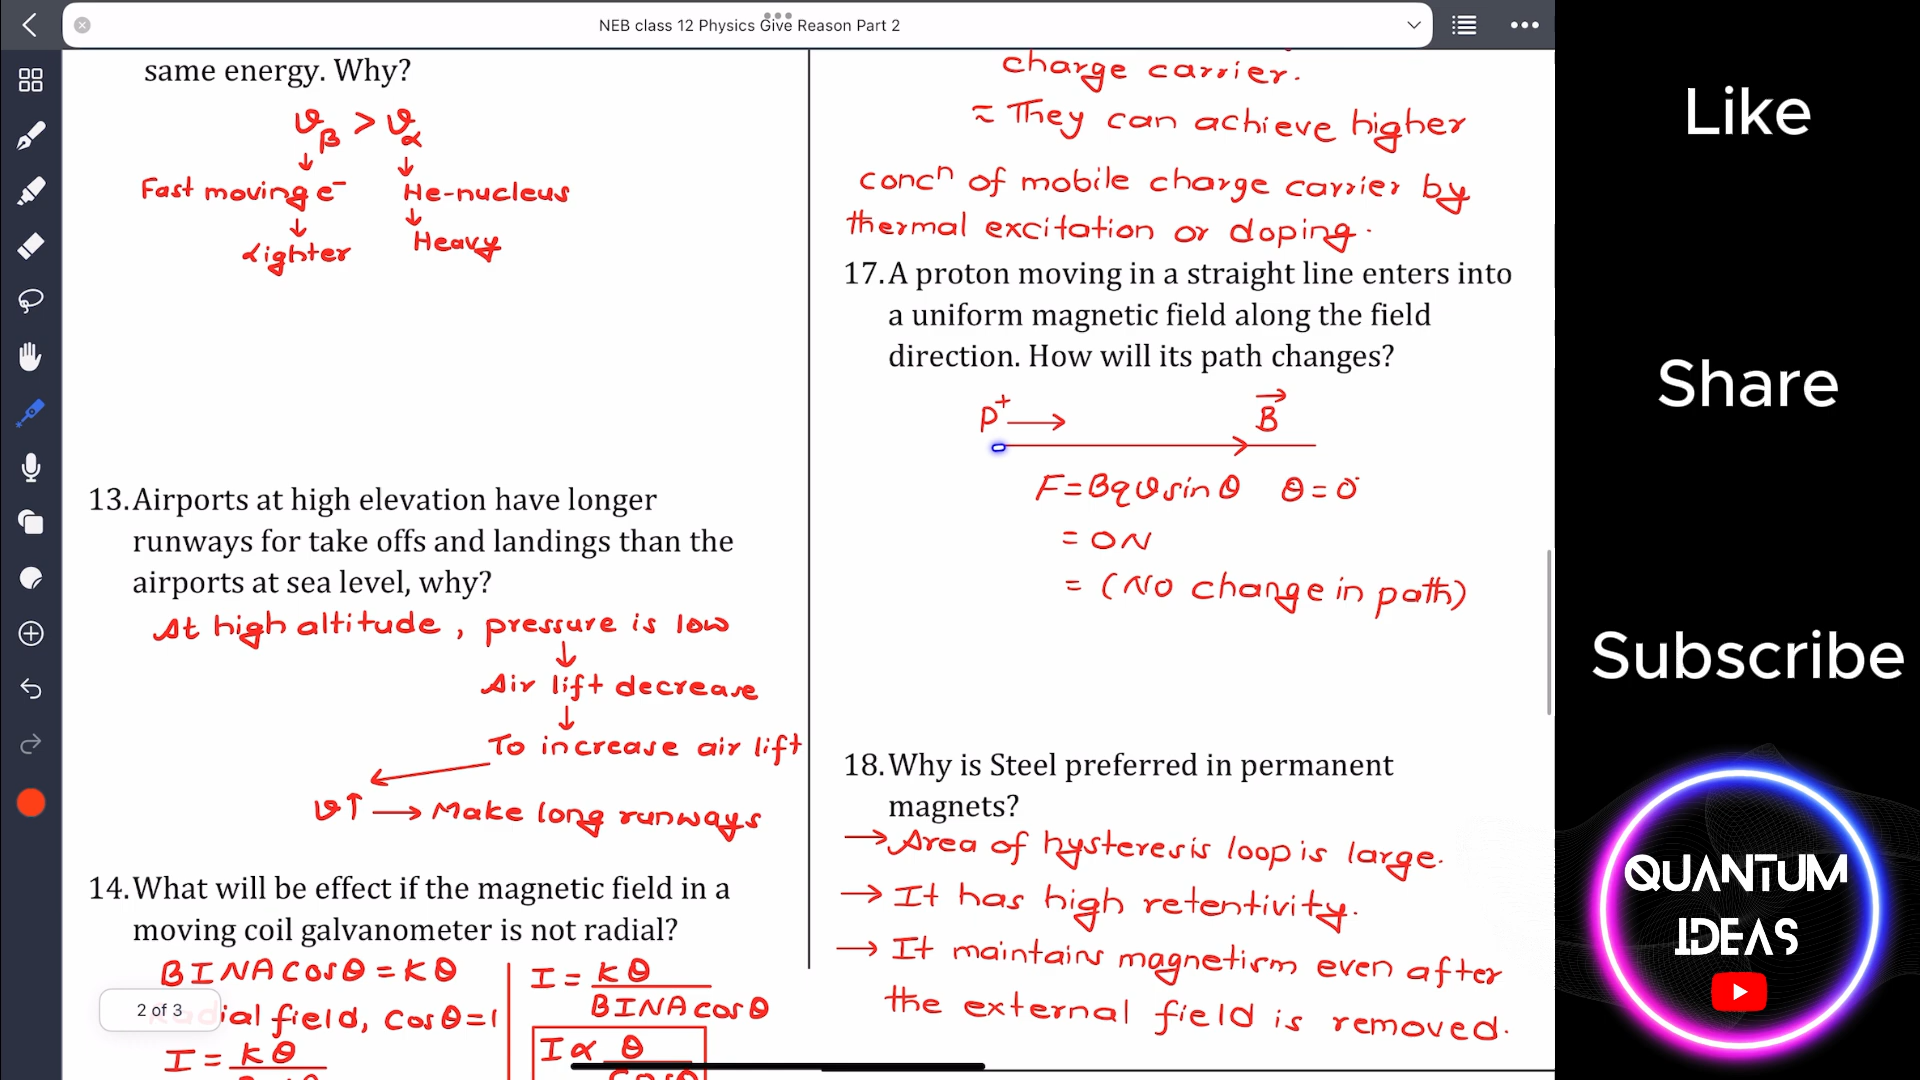 NEB class 12 Physics Give Reason Part 2
same energy. Why?
ϑβ > ϑα
↓ ↓
Fast moving e⁻ He-nucleus
↓ ↓
Lighter Heavy
13. Airports at high elevation have longer
runways for take offs and landings than the
airports at sea level, why?
At high altitude, pressure is low
↓
Air lift decrease
↓
To increase air lift
ϑ↑ → Make long runways
14. What will be effect if the magnetic field in a
moving coil galvanometer is not radial?
BINA cosθ = kθ
dial field, cosθ = 1
I = kθ
I = kθ / BINA cosθ
I ∝ θ / cosθ
2 of 3
charge carrier.
≈ They can achieve higher
concⁿ of mobile charge carrier by
thermal excitation or doping.
17. A proton moving in a straight line enters into
a uniform magnetic field along the field
direction. How will its path changes?
P⁺ → B⃗
F = Bqϑ sin θ θ = 0°
= 0N
= (No change in path)
18. Why is Steel preferred in permanent
magnets?
→ Area of hysteresis loop is large.
→ It has high retentivity.
→ It maintains magnetism even after
the external field is removed.
Like
Share
Subscribe
QUANTUM
IDEAS